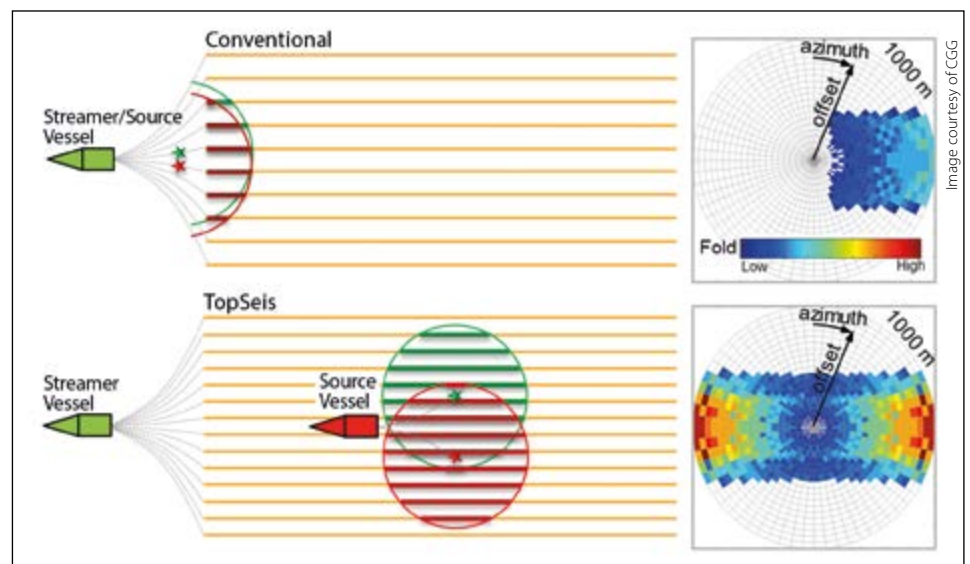 Conventional
Streamer/Source
Vessel
azimuth
offset
1000 m
Fold
Low
High
TopSeis
Streamer
Vessel
Source
Vessel
azimuth
offset
1000 m
Image courtesy of CGG